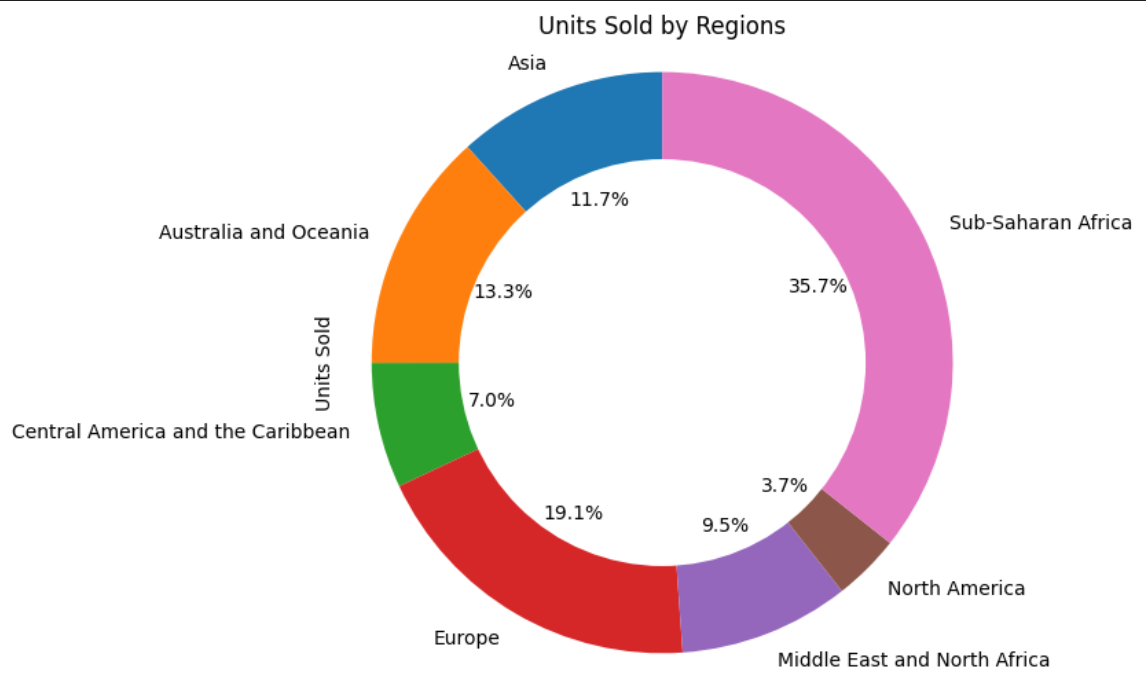 Units Sold by Regions
Asia
11.7%
Sub-Saharan Africa
35.7%
Australia and Oceania
13.3%
Units Sold
7.0%
Central America and the Caribbean
3.7%
19.1%
9.5%
North America
Europe
Middle East and North Africa